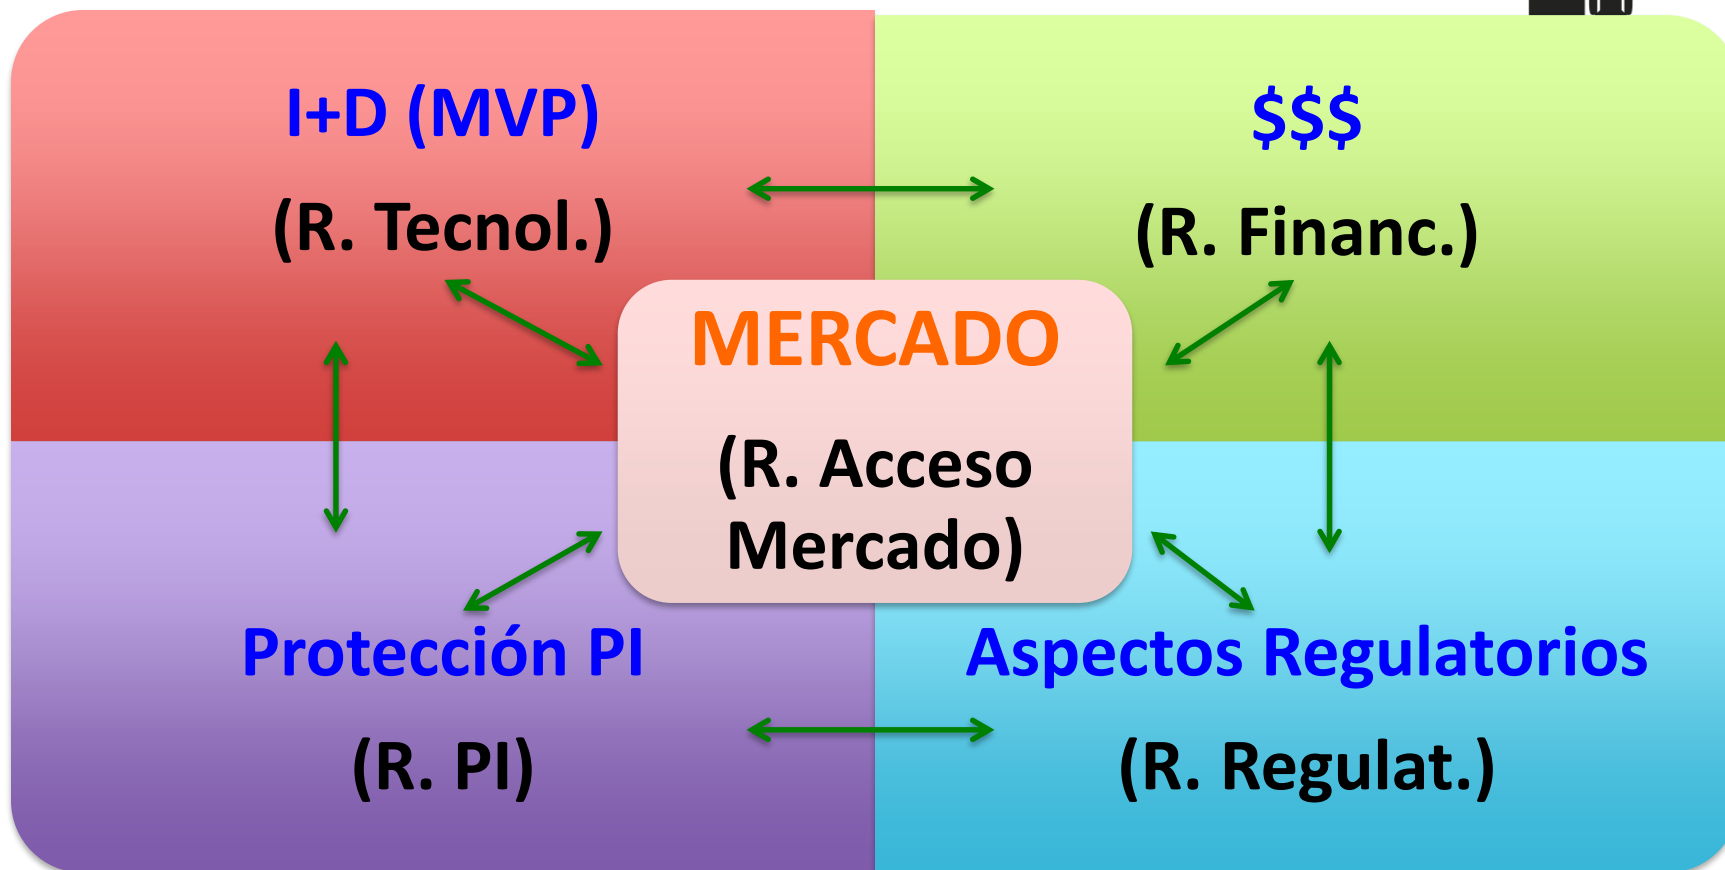 I+D (MVP)
(R. Tecnol.)
$$$
(R. Financ.)
MERCADO
(R. Acceso
Mercado)
Protección PI
(R. PI)
Aspectos Regulatorios
(R. Regulat.)